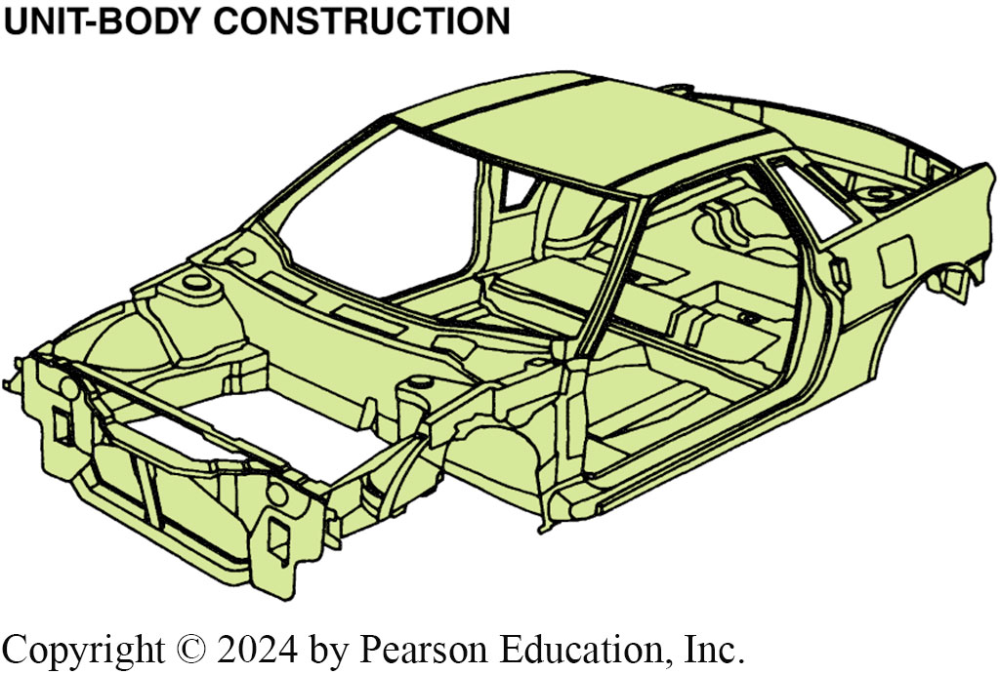 UNIT-BODY CONSTRUCTION
Copyright © 2024 by Pearson Education, Inc.